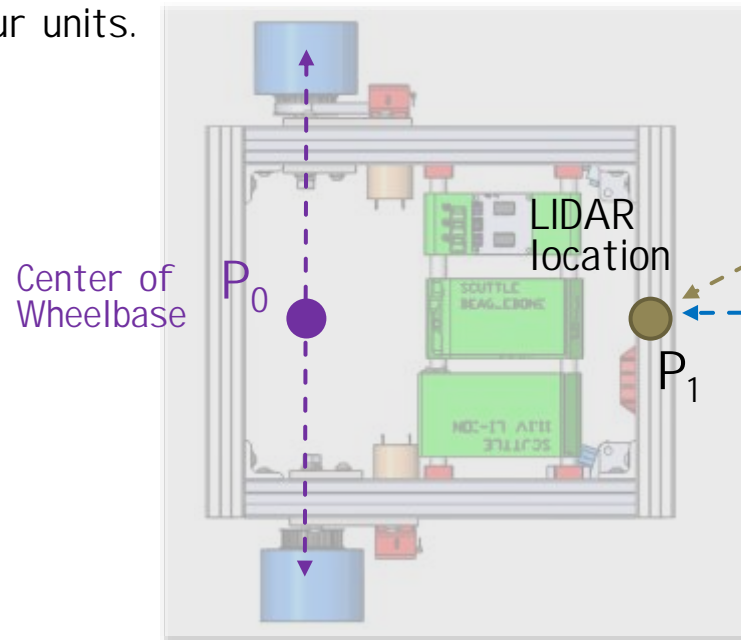 ur units.
LIDAR
location
Center of
Wheelbase
P0
SCUTTLE
BEAGLEBONE
P1
SCUTTLE
11.1V LI-ION